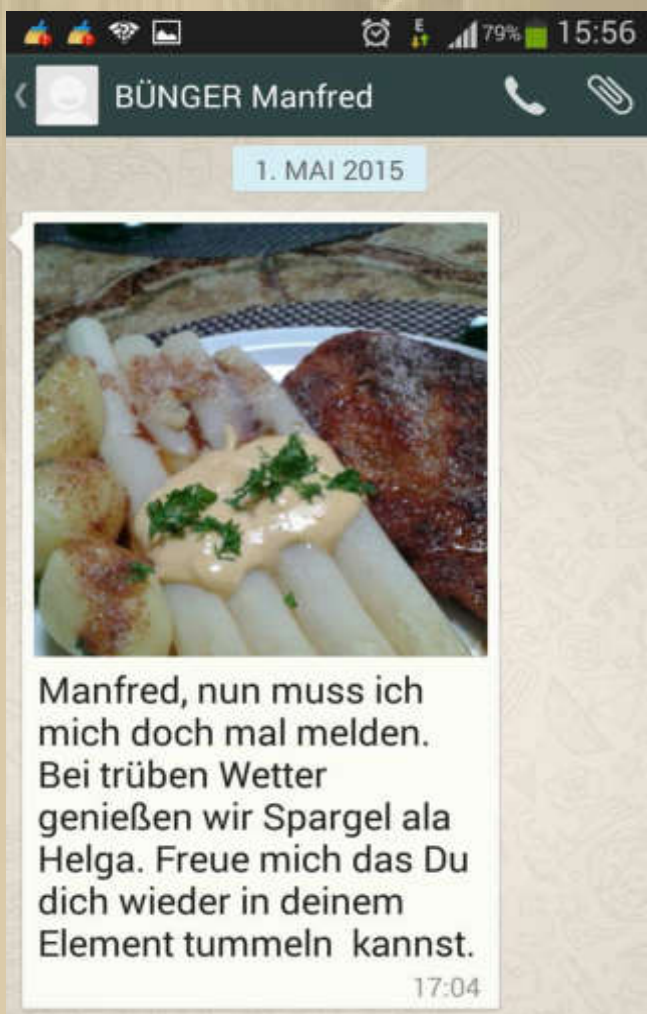 E 79% 15:56
BÜNGER Manfred
1. MAI 2015
Manfred, nun muss ich
mich doch mal melden.
Bei trüben Wetter
genießen wir Spargel ala
Helga. Freue mich das Du
dich wieder in deinem
Element tummeln  kannst.
17:04